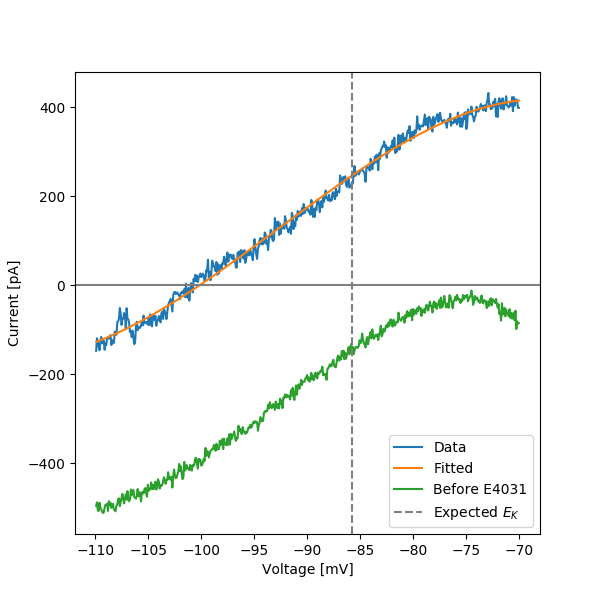 400
200
0
−200
−400
Current [pA]
−110 −105 −100 −95 −90 −85 −80 −75 −70
Voltage [mV]
Data
Fitted
Before E4031
Expected E_K